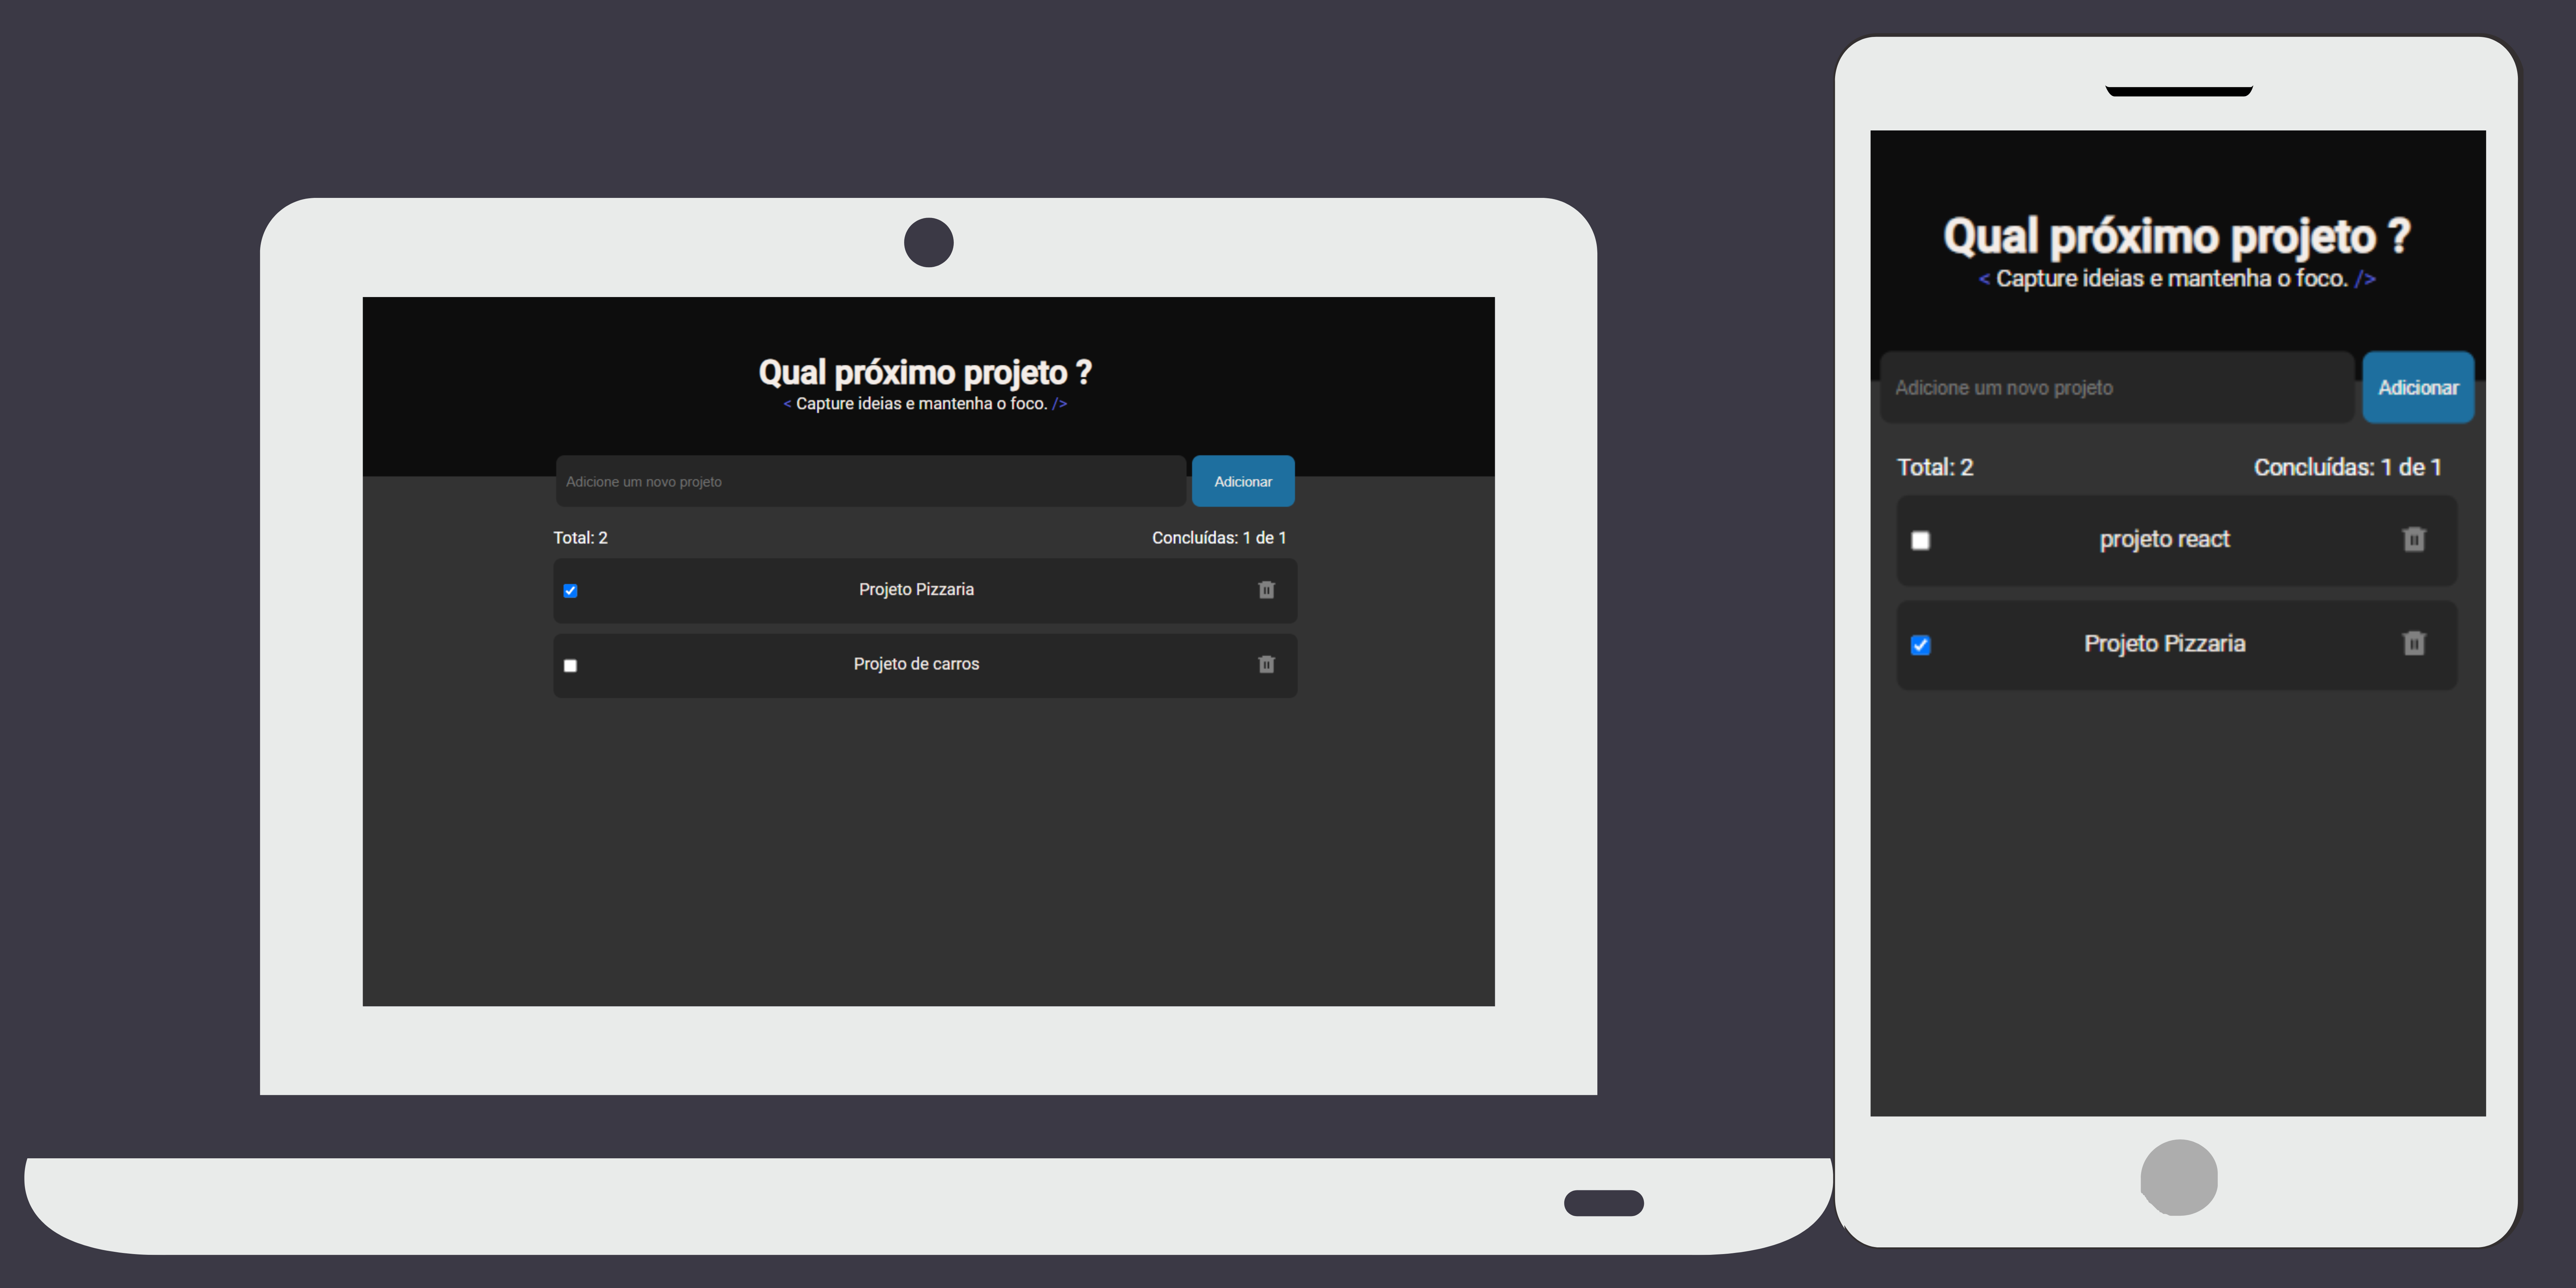 Qual próximo projeto ?
< Capture ideias e mantenha o foco. />
Adicione um novo projeto
Adicionar
Total: 2
Concluídas: 1 de 1
Projeto Pizzaria
Projeto de carros
Qual próximo projeto ?
< Capture ideias e mantenha o foco. />
Adicione um novo projeto
Adicionar
Total: 2
Concluídas: 1 de 1
projeto react
Projeto Pizzaria